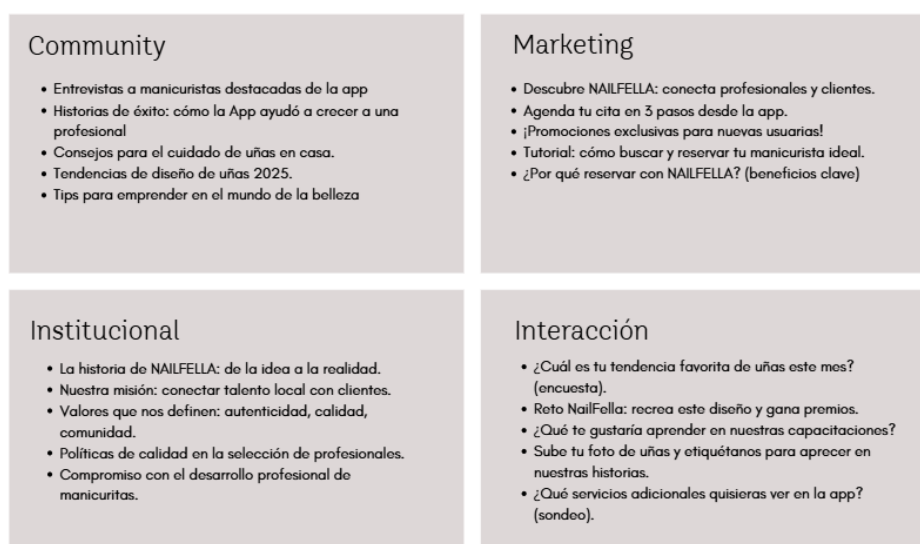 Community
• Entrevistas a manicuristas destacadas de la app
• Historias de éxito: cómo la App ayudó a crecer a una
profesional
• Consejos para el cuidado de uñas en casa.
• Tendencias de diseño de uñas 2025.
• Tips para emprender en el mundo de la belleza
Marketing
• Descubre NAILFELLA: conecta profesionales y clientes.
• Agenda tu cita en 3 pasos desde la app.
• ¡Promociones exclusivas para nuevas usuarias!
• Tutorial: cómo buscar y reservar tu manicurista ideal.
• ¿Por qué reservar con NAILFELLA? (beneficios clave)
Institucional
• La historia de NAILFELLA: de la idea a la realidad.
• Nuestra misión: conectar talento local con clientes.
• Valores que nos definen: autenticidad, calidad,
comunidad.
• Políticas de calidad en la selección de profesionales.
• Compromiso con el desarrollo profesional de
manicuritas.
Interacción
• ¿Cuál es tu tendencia favorita de uñas este mes?
(encuesta).
• Reto NailFella: recrea este diseño y gana premios.
• ¿Qué te gustaría aprender en nuestras capacitaciones?
• Sube tu foto de uñas y etiquétanos para aprecer en
nuestras historias.
• ¿Qué servicios adicionales quisieras ver en la app?
(sondeo).